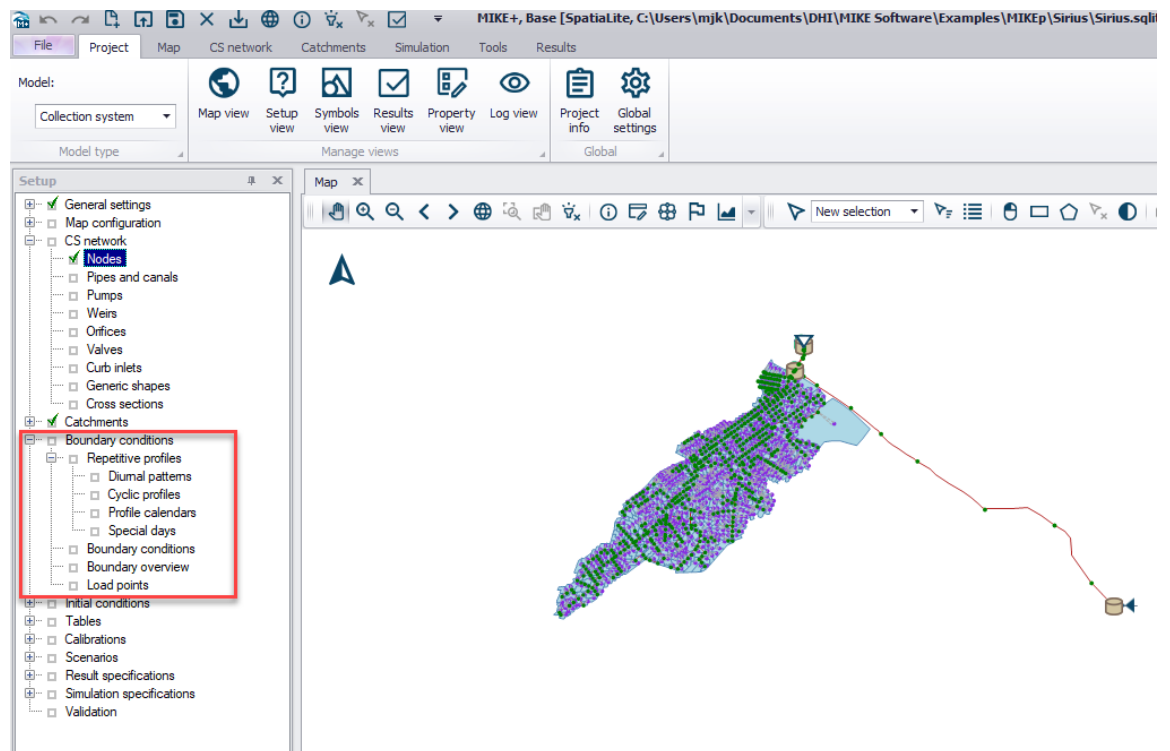 MIKE+, Base [SpatiaLite, C:\Users\mjk\Documents\DHI\MIKE Software\Examples\MIKEp\Sirius\Sirius.sqlit
File Project Map CS network Catchments Simulation Tools Results
Model:
Collection system
Model type
Map view
Setup view
Symbols view
Results view
Property view
Log view
Manage views
Project info
Global settings
Global
Setup
General settings
Map configuration
CS network
Nodes
Pipes and canals
Pumps
Weirs
Orifices
Valves
Curb inlets
Generic shapes
Cross sections
Catchments
Boundary conditions
Repetitive profiles
Diurnal patterns
Cyclic profiles
Profile calendars
Special days
Boundary conditions
Boundary overview
Load points
Initial conditions
Tables
Calibrations
Scenarios
Result specifications
Simulation specifications
Validation
Map
New selection